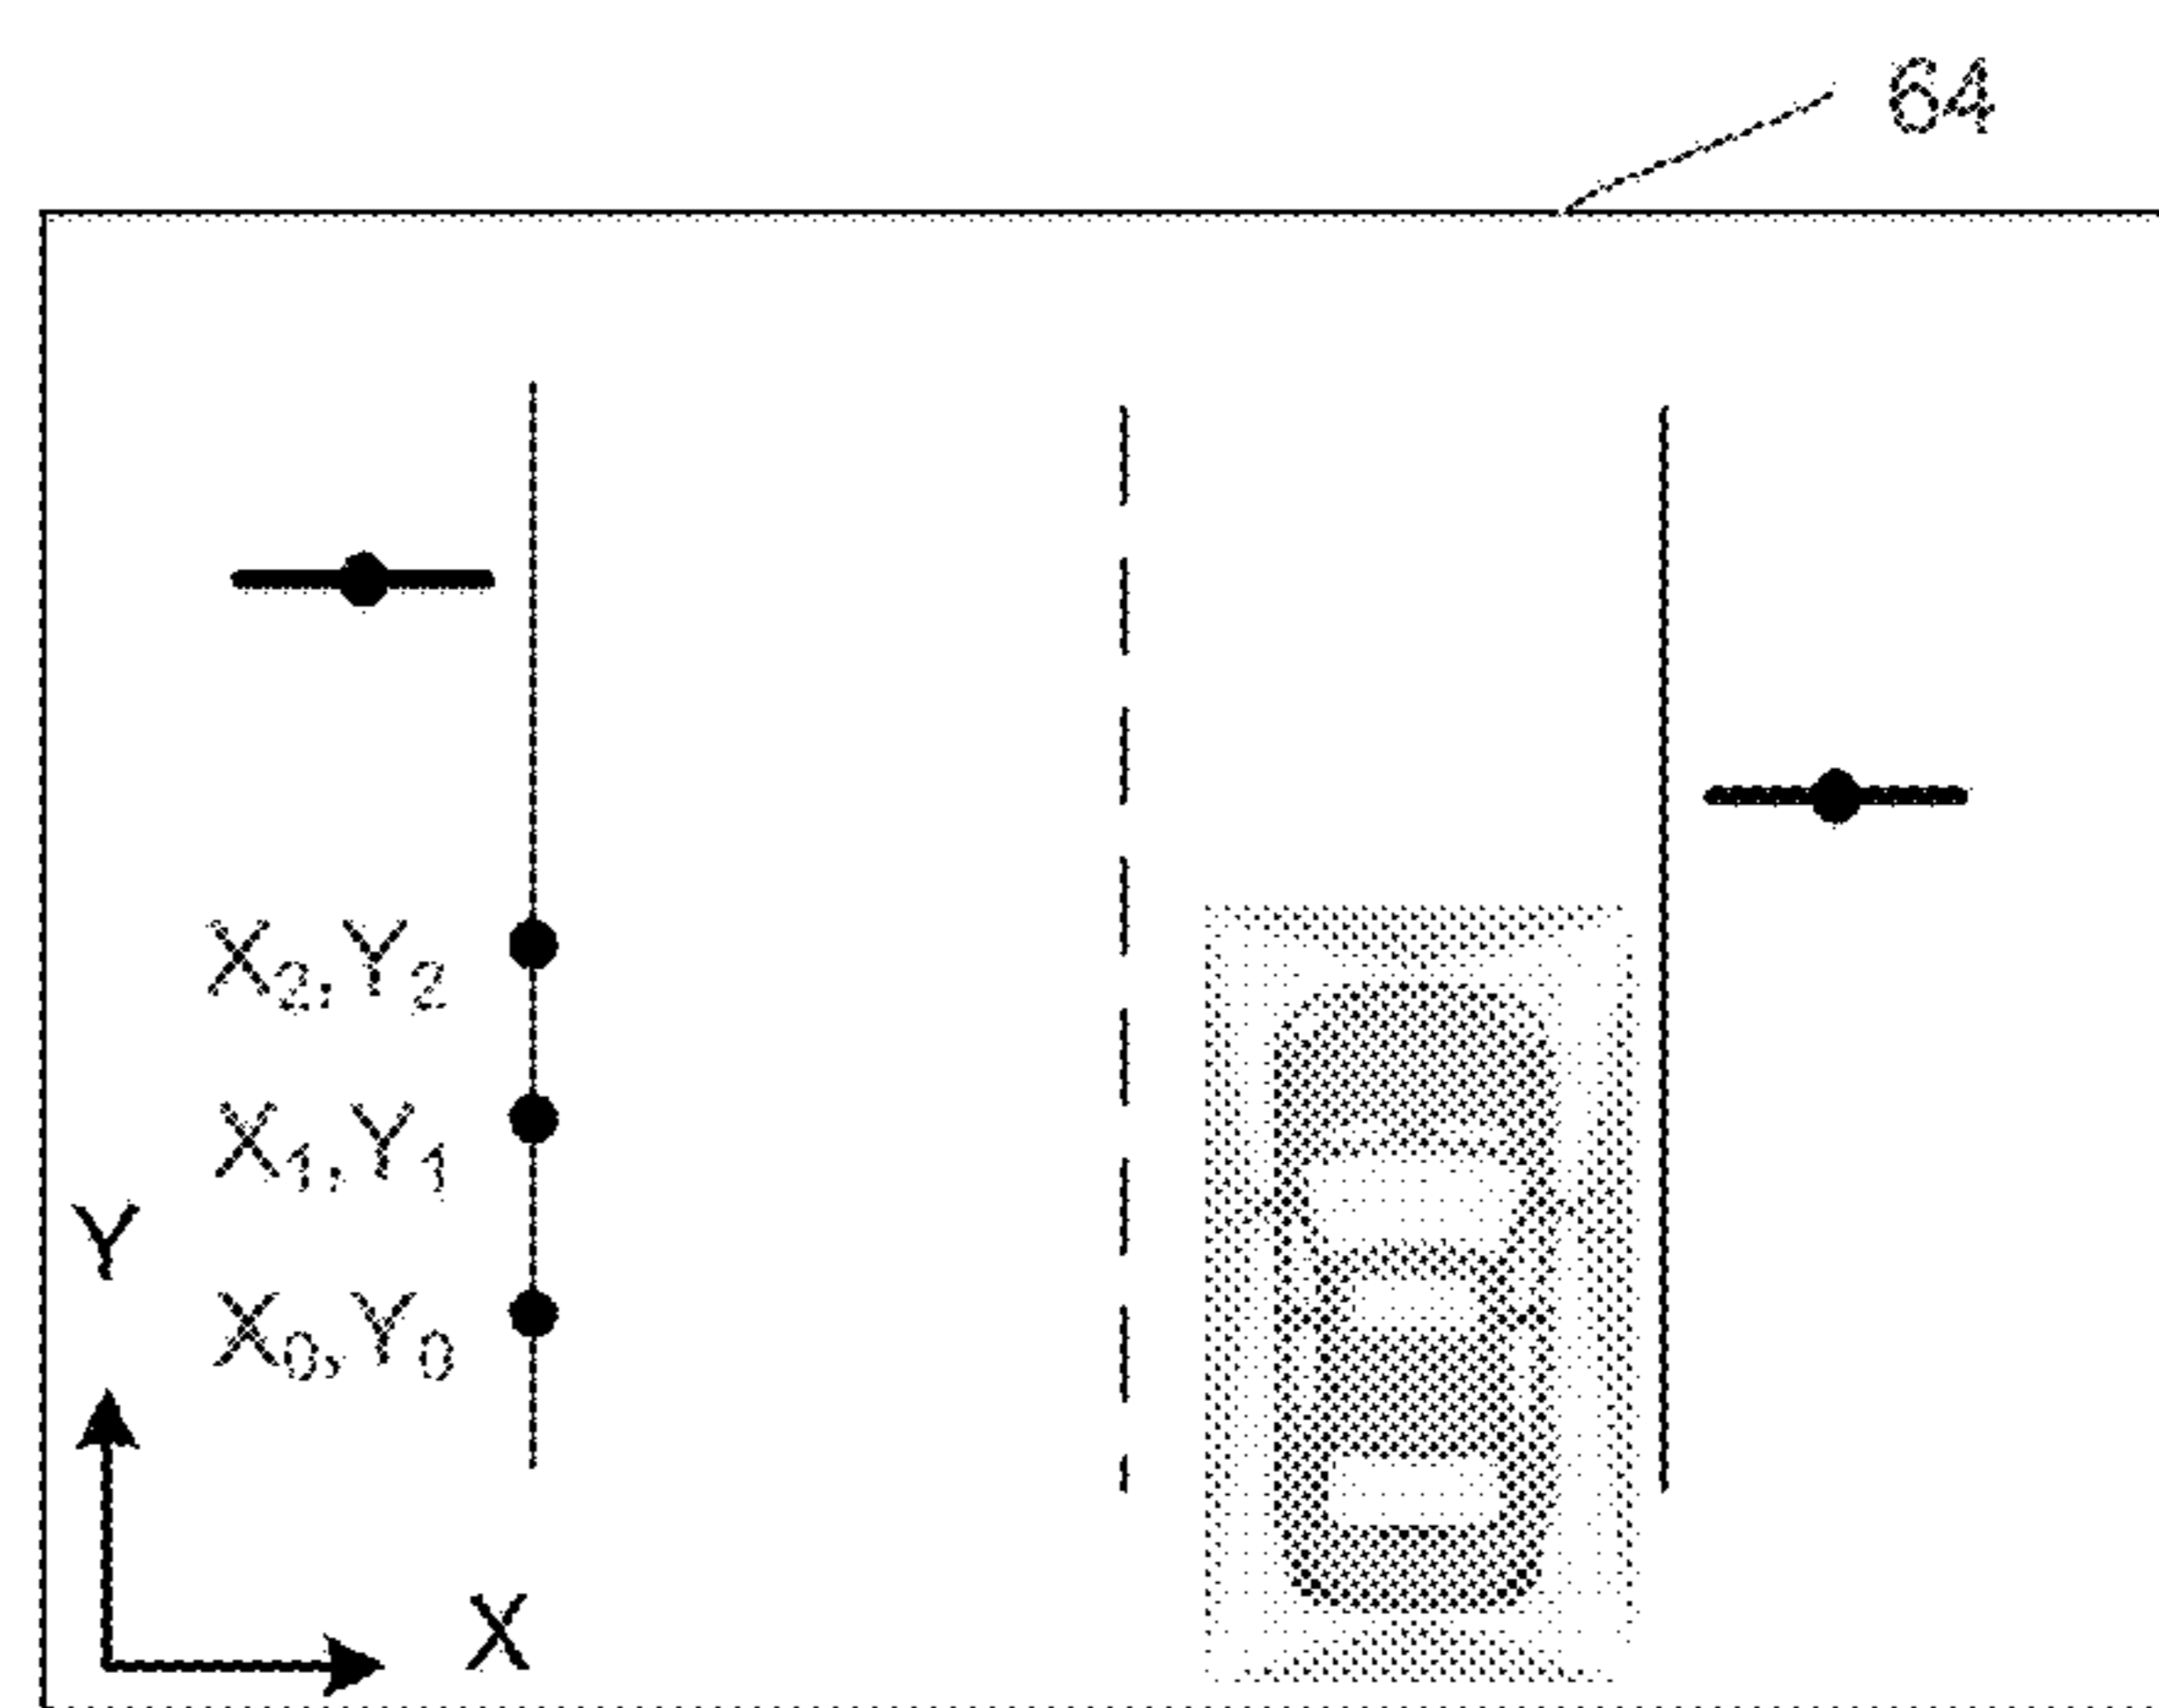 64
X₂,Y₂
X₁,Y₁
Y
X₀,Y₀
X